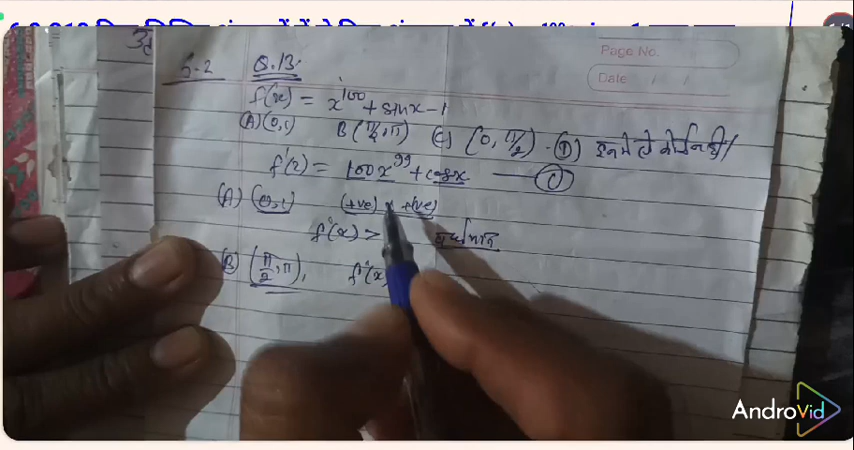 Page No.
Date / /
6.2 Q.13.
f(x) = x¹⁰⁰ + sinx - 1
(A) (0,1) B (π/2, π) (C) (0, π/2) . (D) इनमें से कोई नहीं /
f'(x) = 100x⁹⁹ + cosx — (1)
(A) (0,1) (+ve) + (+ve)
f'(x) >
(B) (π/2, π), f'(x)
AndroVid